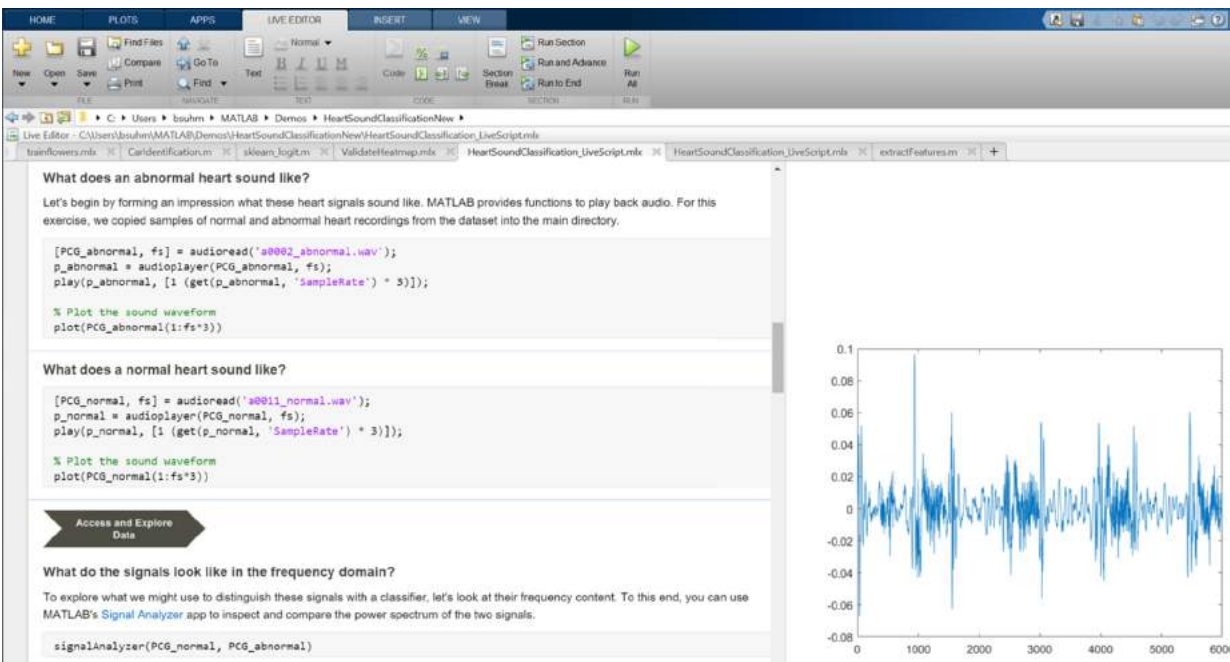 HOME PLOTS APPS LIVE EDITOR INSERT VIEW
New Open Save Find Files Compare Print Go To Find Text Normal B I U M Code Section Break Run Section Run and Advance Run to End Run All
FILE NAVIGATE TEXT CODE SECTION RUN
C: Users bsuhm MATLAB Demos HeartSoundClassificationNew
Live Editor - C:\Users\bsuhm\MATLAB\Demos\HeartSoundClassificationNew\HeartSoundClassification_LiveScript.mlx
trainflowers.mlx CarIdentification.m sklearn_logit.m ValidateHeatmap.mlx HeartSoundClassification_LiveScript.mlx HeartSoundClassification_LiveScript.mlx extractFeatures.m +
What does an abnormal heart sound like?
Let's begin by forming an impression what these heart signals sound like. MATLAB provides functions to play back audio. For this
exercise, we copied samples of normal and abnormal heart recordings from the dataset into the main directory.
[PCG_abnormal, fs] = audioread('a0002_abnormal.wav');
p_abnormal = audioplayer(PCG_abnormal, fs);
play(p_abnormal, [1 (get(p_abnormal, 'SampleRate') * 3)]);
% Plot the sound waveform
plot(PCG_abnormal(1:fs*3))
What does a normal heart sound like?
[PCG_normal, fs] = audioread('a0011_normal.wav');
p_normal = audioplayer(PCG_normal, fs);
play(p_normal, [1 (get(p_normal, 'SampleRate') * 3)]);
% Plot the sound waveform
plot(PCG_normal(1:fs*3))
Access and Explore
Data
What do the signals look like in the frequency domain?
To explore what we might use to distinguish these signals with a classifier, let's look at their frequency content. To this end, you can use
MATLAB's Signal Analyzer app to inspect and compare the power spectrum of the two signals.
signalAnalyzer(PCG_normal, PCG_abnormal)
0.1
0.08
0.06
0.04
0.02
0
-0.02
-0.04
-0.06
-0.08
0 1000 2000 3000 4000 5000 600